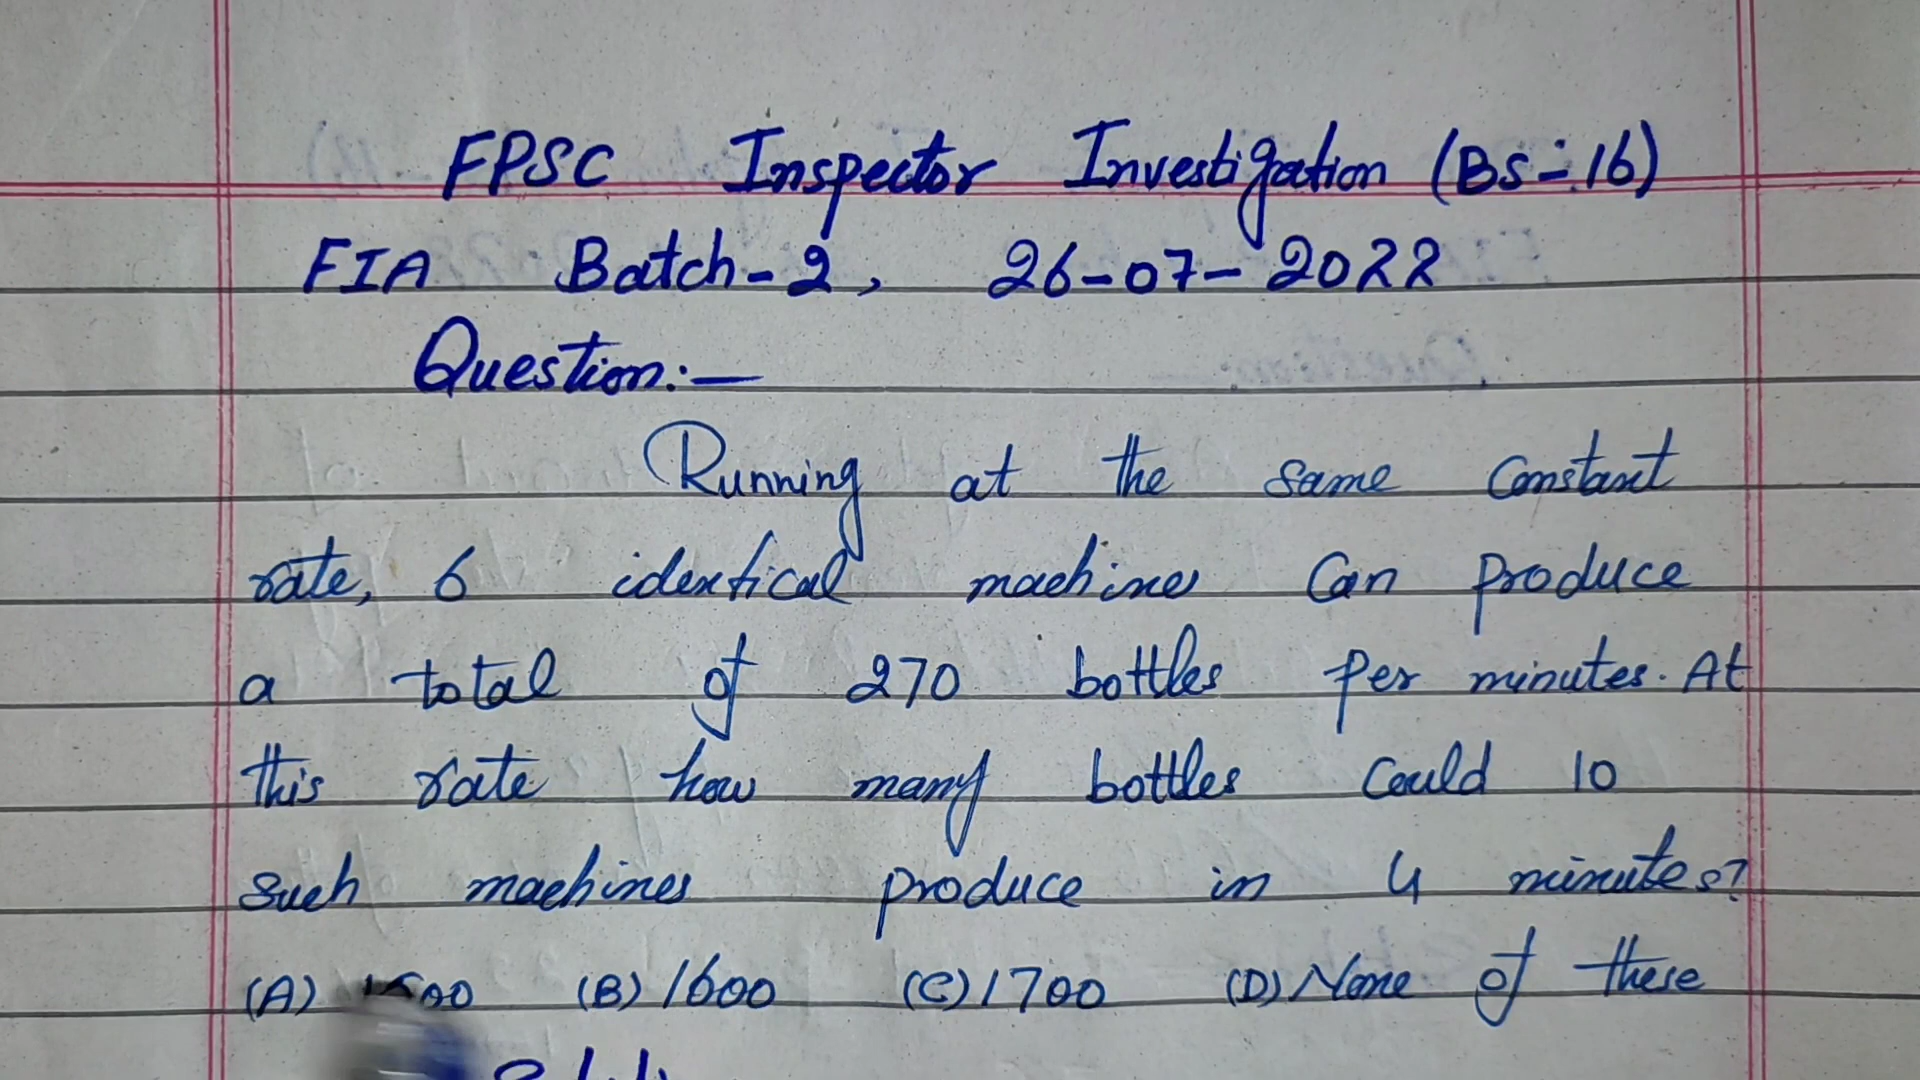 FPSC Inspector Investigation (BS-16)
FIA Batch-2, 26-07-2022
Question:—
Running at the same Constant
rate, 6 identical machines Can produce
a total of 270 bottles Per minutes. At
this rate how many bottles Could 10
such machines produce in 4 minutes?
(A) (B) 1600 (C) 1700 (D) None of these